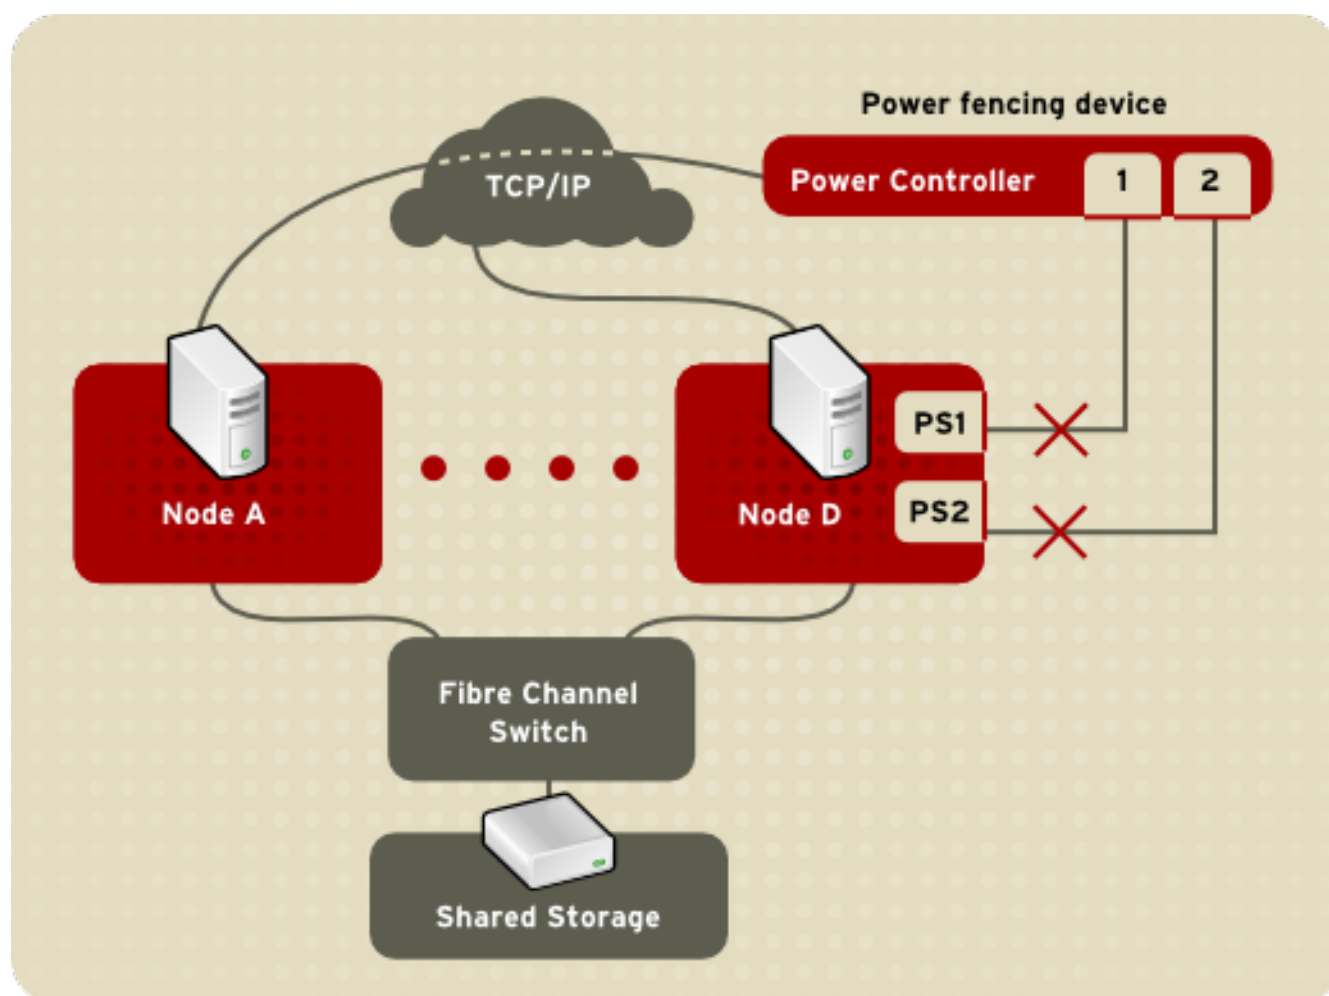 Power fencing device
Power Controller
1
2
TCP/IP
PS1
Node A
Node D
PS2
Fibre Channel
Switch
Shared Storage